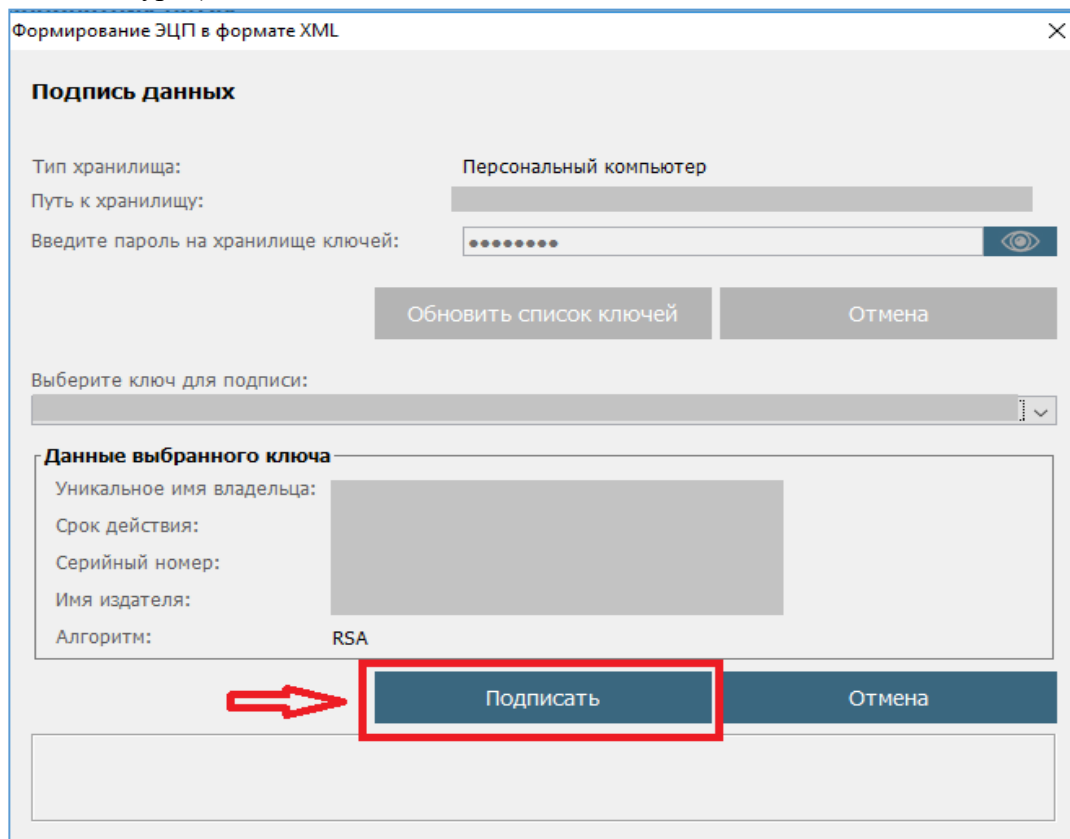 Формирование ЭЦП в формате XML
Подпись данных
Тип хранилища: Персональный компьютер
Путь к хранилищу:
Введите пароль на хранилище ключей: ●●●●●●●●
Обновить список ключей Отмена
Выберите ключ для подписи:
Данные выбранного ключа
Уникальное имя владельца:
Срок действия:
Серийный номер:
Имя издателя:
Алгоритм: RSA
Подписать Отмена